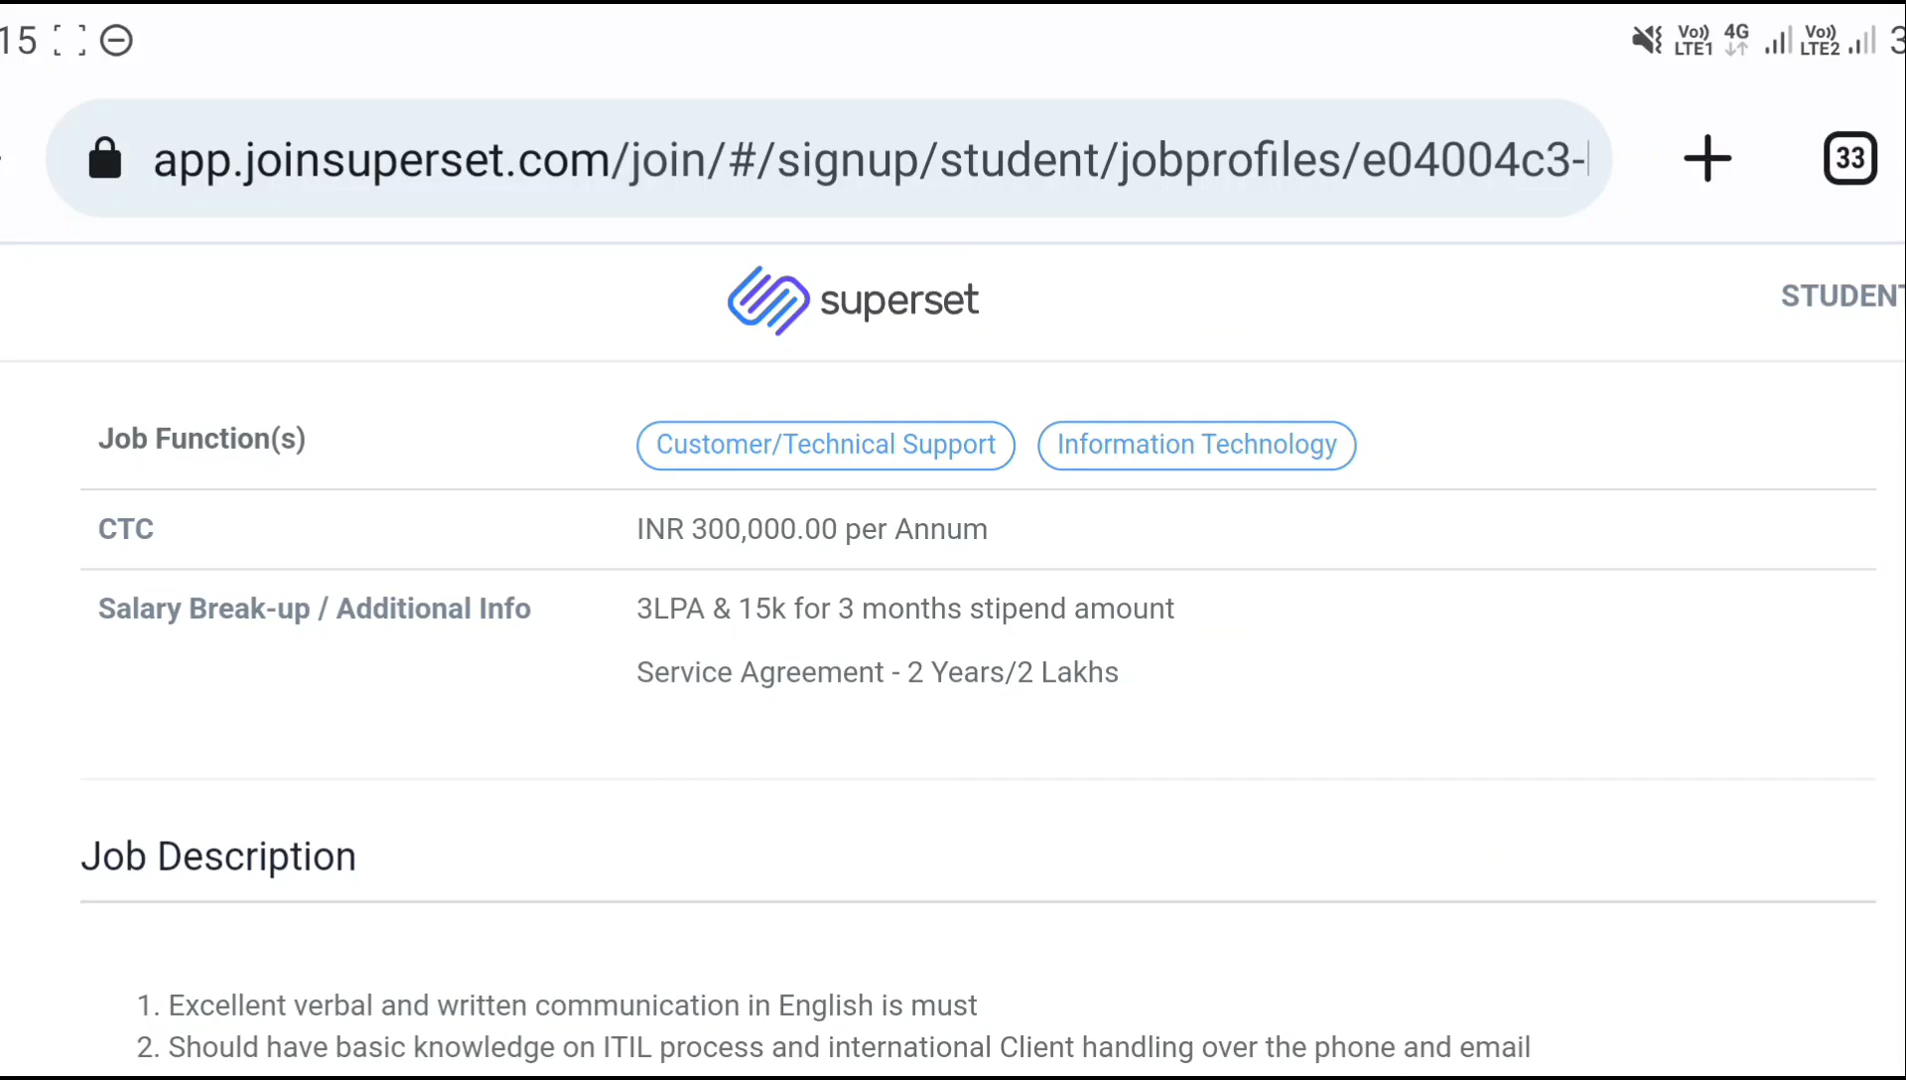 15
Vo)) LTE1 4G Vo)) LTE2 3
app.joinsuperset.com/join/#/signup/student/jobprofiles/e04004c3-
33
superset
STUDENT
Job Function(s)
Customer/Technical Support Information Technology
CTC
INR 300,000.00 per Annum
Salary Break-up / Additional Info
3LPA & 15k for 3 months stipend amount
Service Agreement - 2 Years/2 Lakhs
Job Description
1. Excellent verbal and written communication in English is must
2. Should have basic knowledge on ITIL process and international Client handling over the phone and email